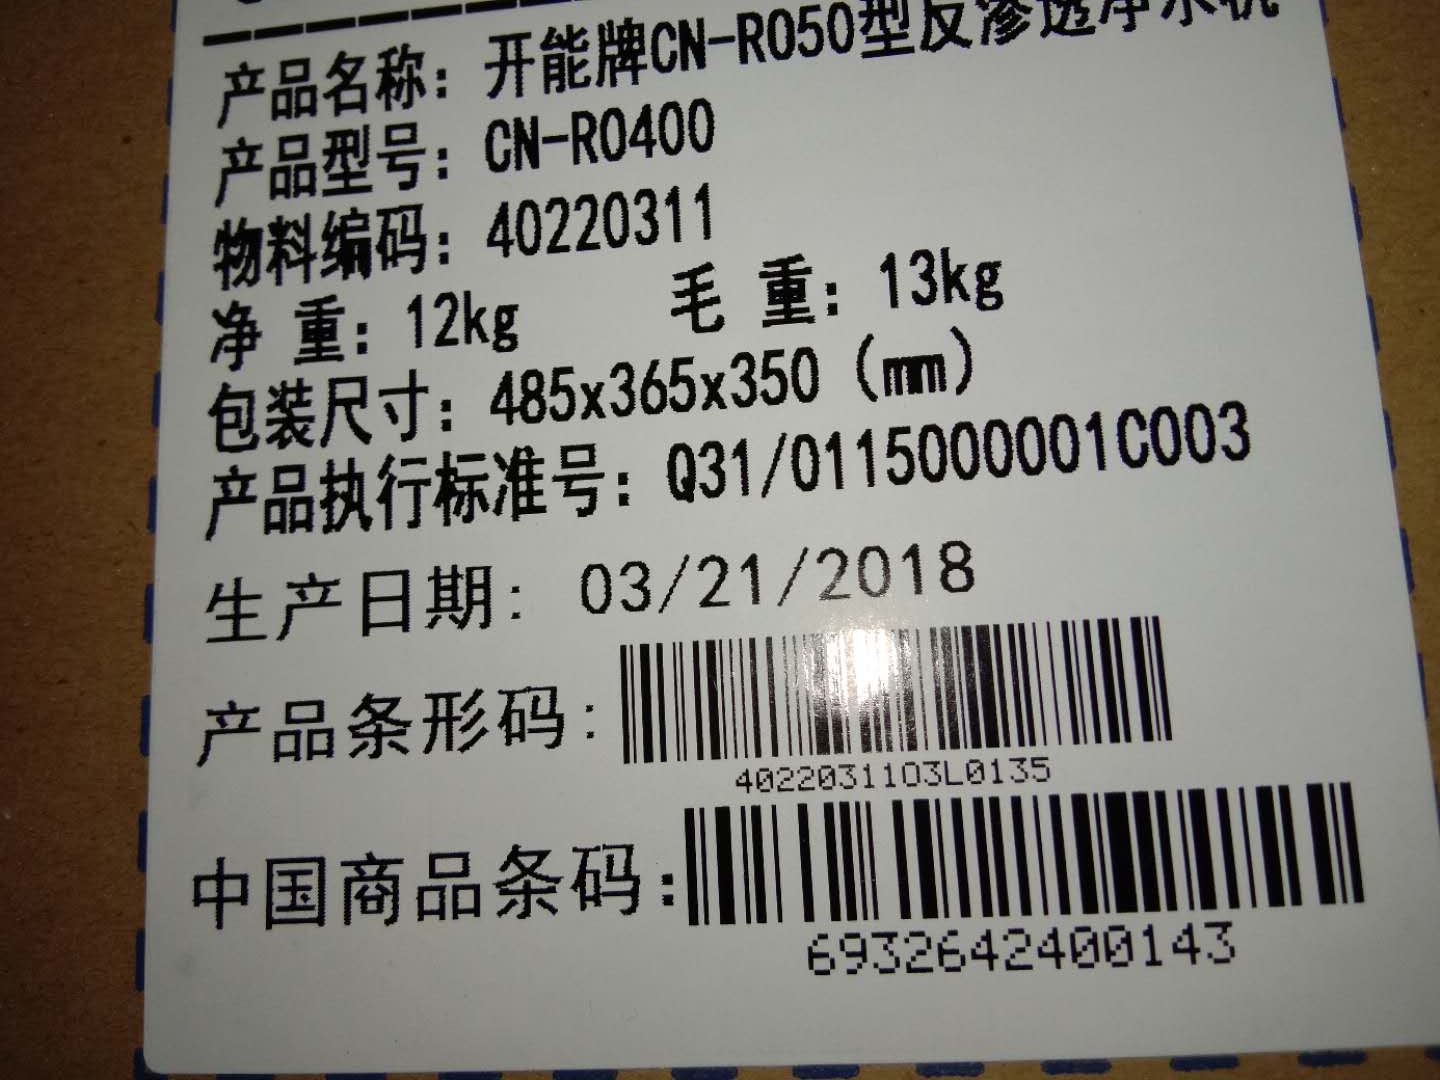 产品名称：开能牌CN-RO50型反渗透净水机
产品型号：CN-RO400
物料编码：40220311
净 重：12kg 毛 重：13kg
包装尺寸：485x365x350（mm）
产品执行标准号：Q31/0115000001C003
生产日期: 03/21/2018
产品条形码:
4022031103L0135
中国商品条码:
6932642400143